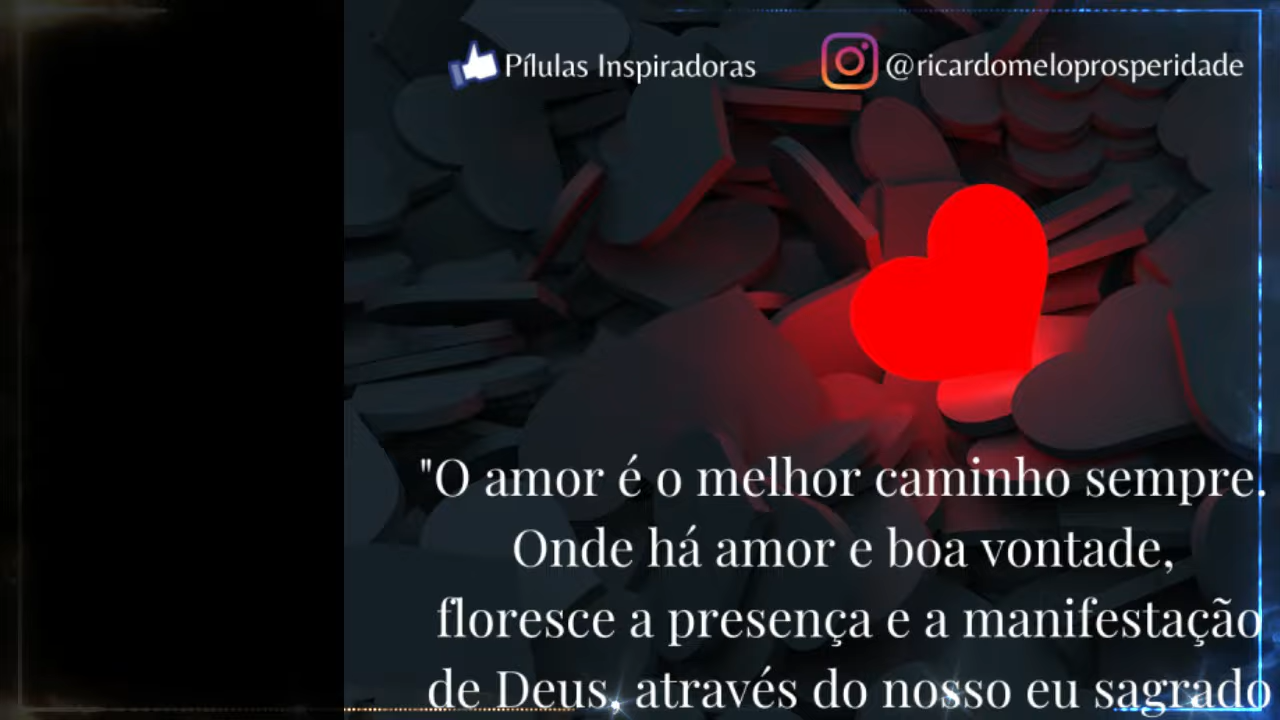 Pílulas Inspiradoras @ricardomeloprosperidade
"O amor é o melhor caminho sempre.
Onde há amor e boa vontade,
floresce a presença e a manifestação
de Deus, através do nosso eu sagrado